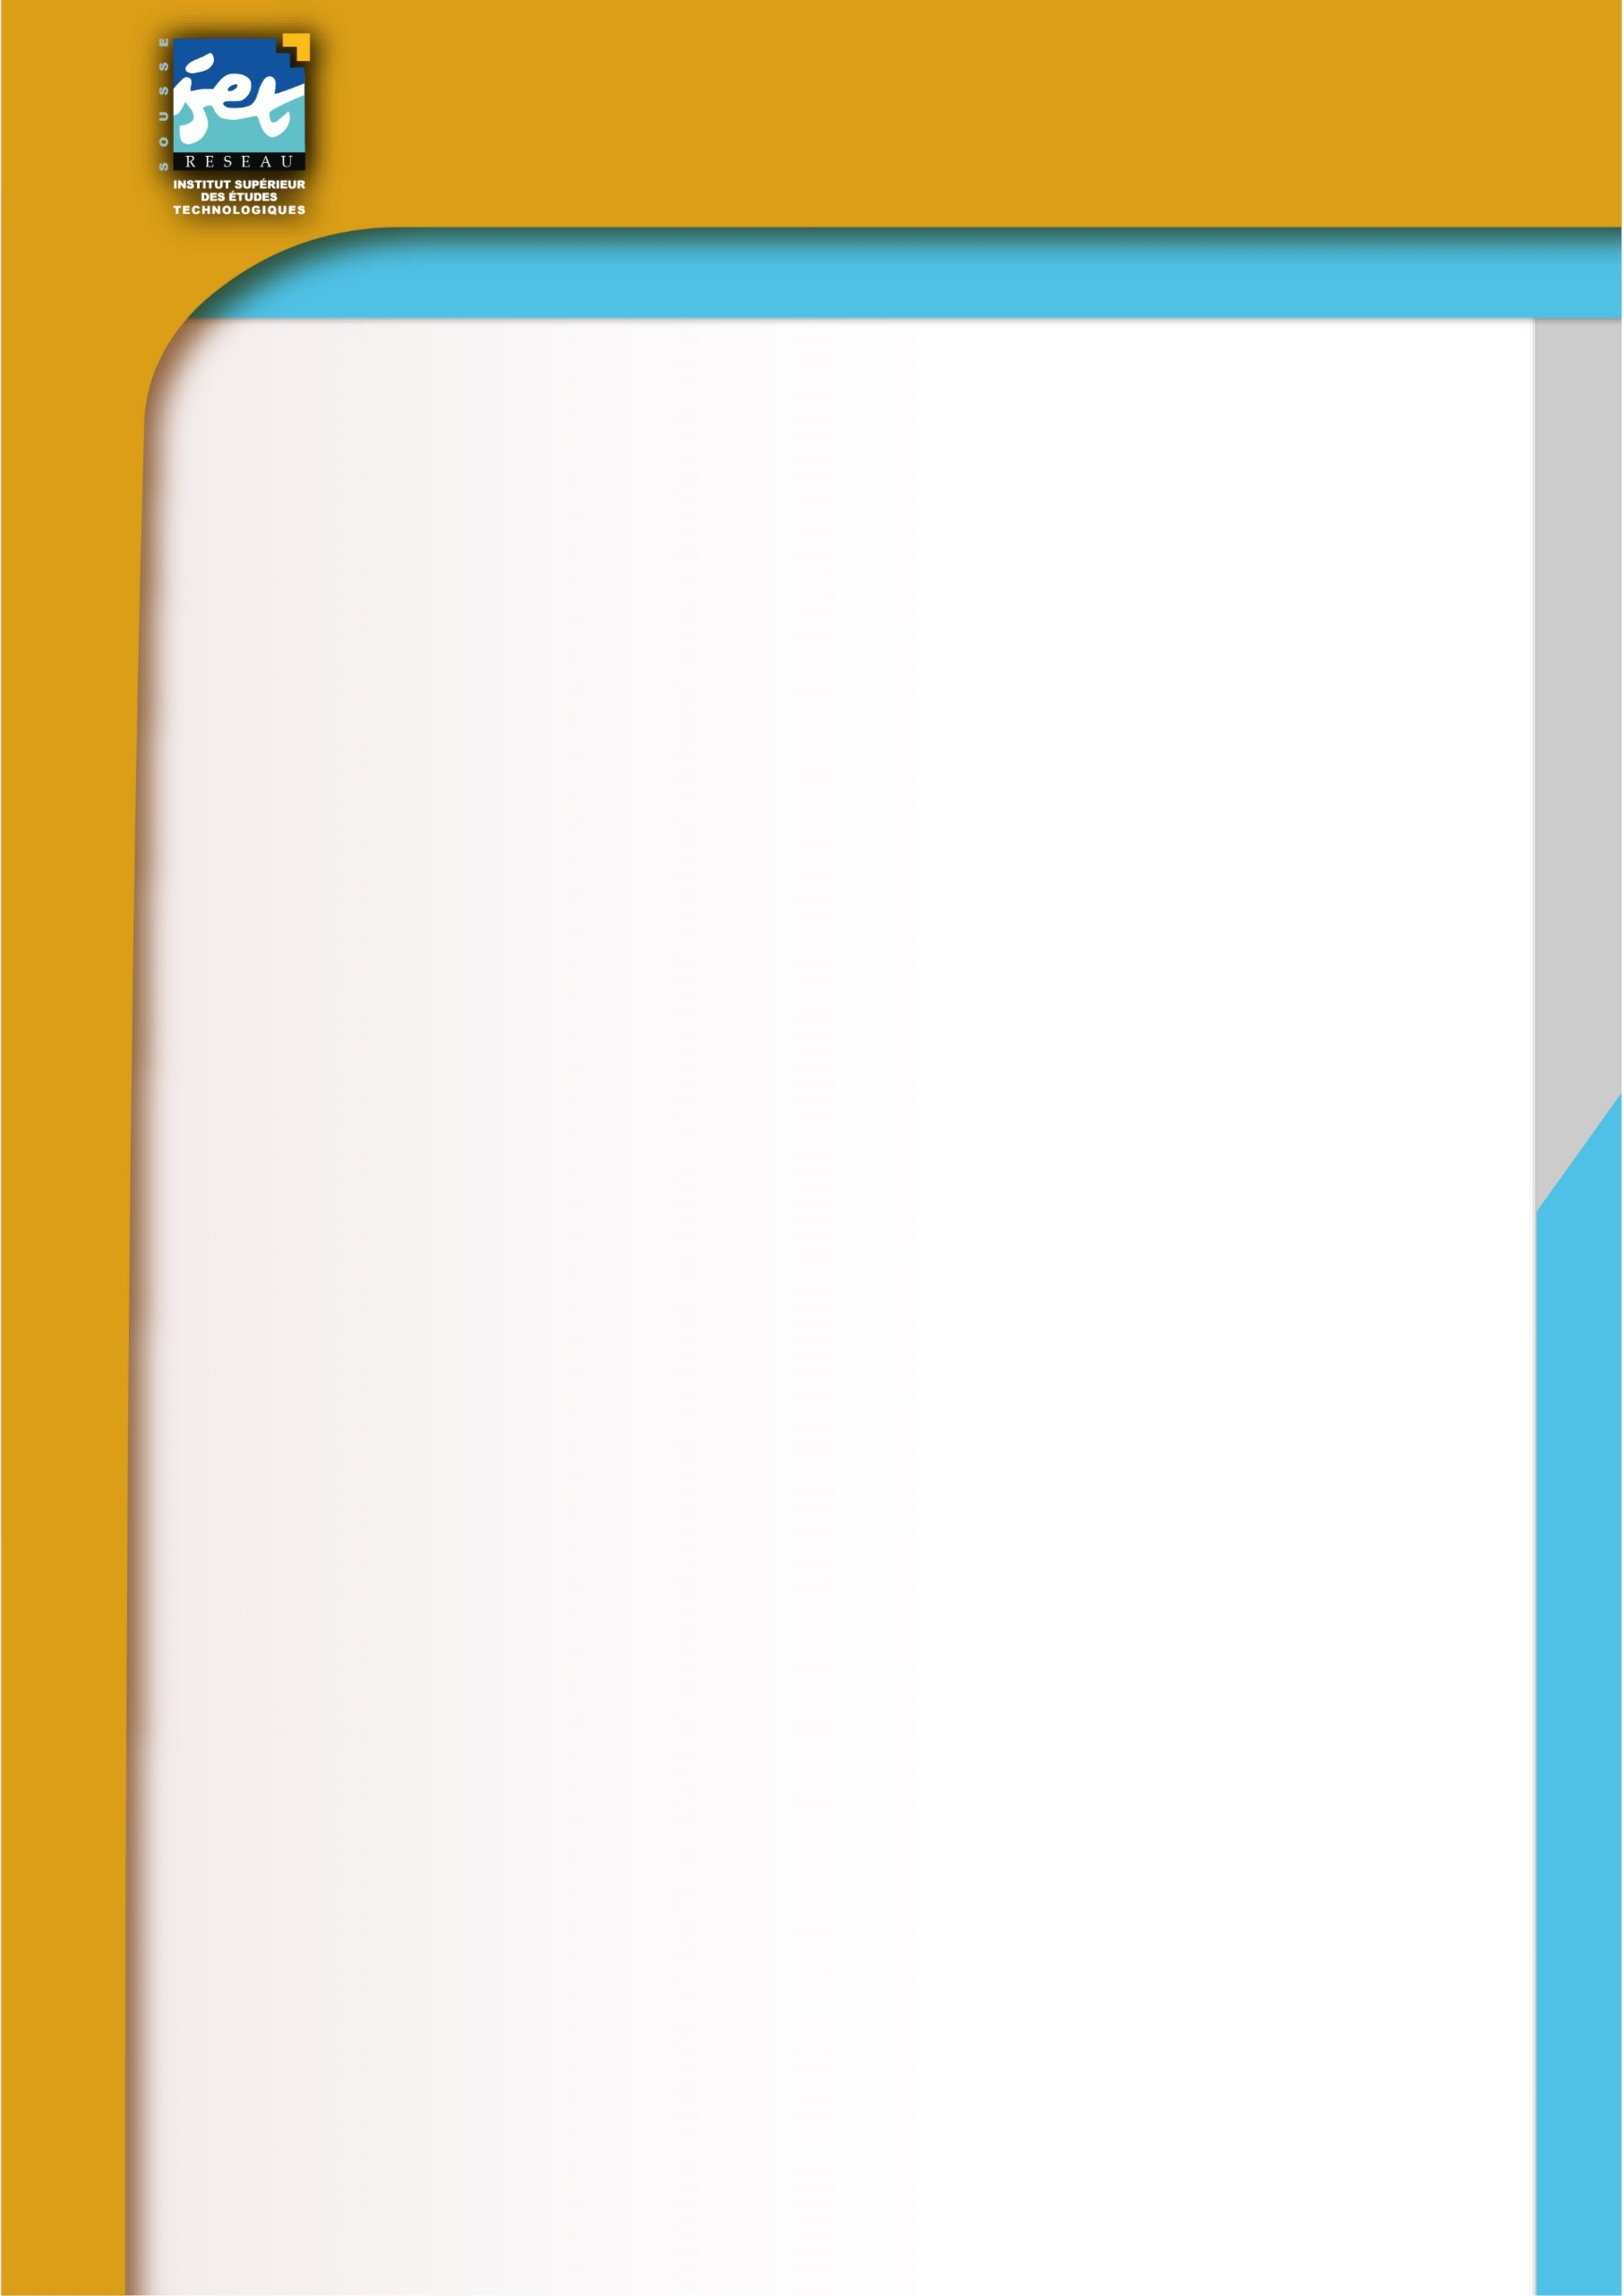 SOUSSE
iset
RESEAU
INSTITUT SUPÉRIEUR
DES ÉTUDES
TECHNOLOGIQUES